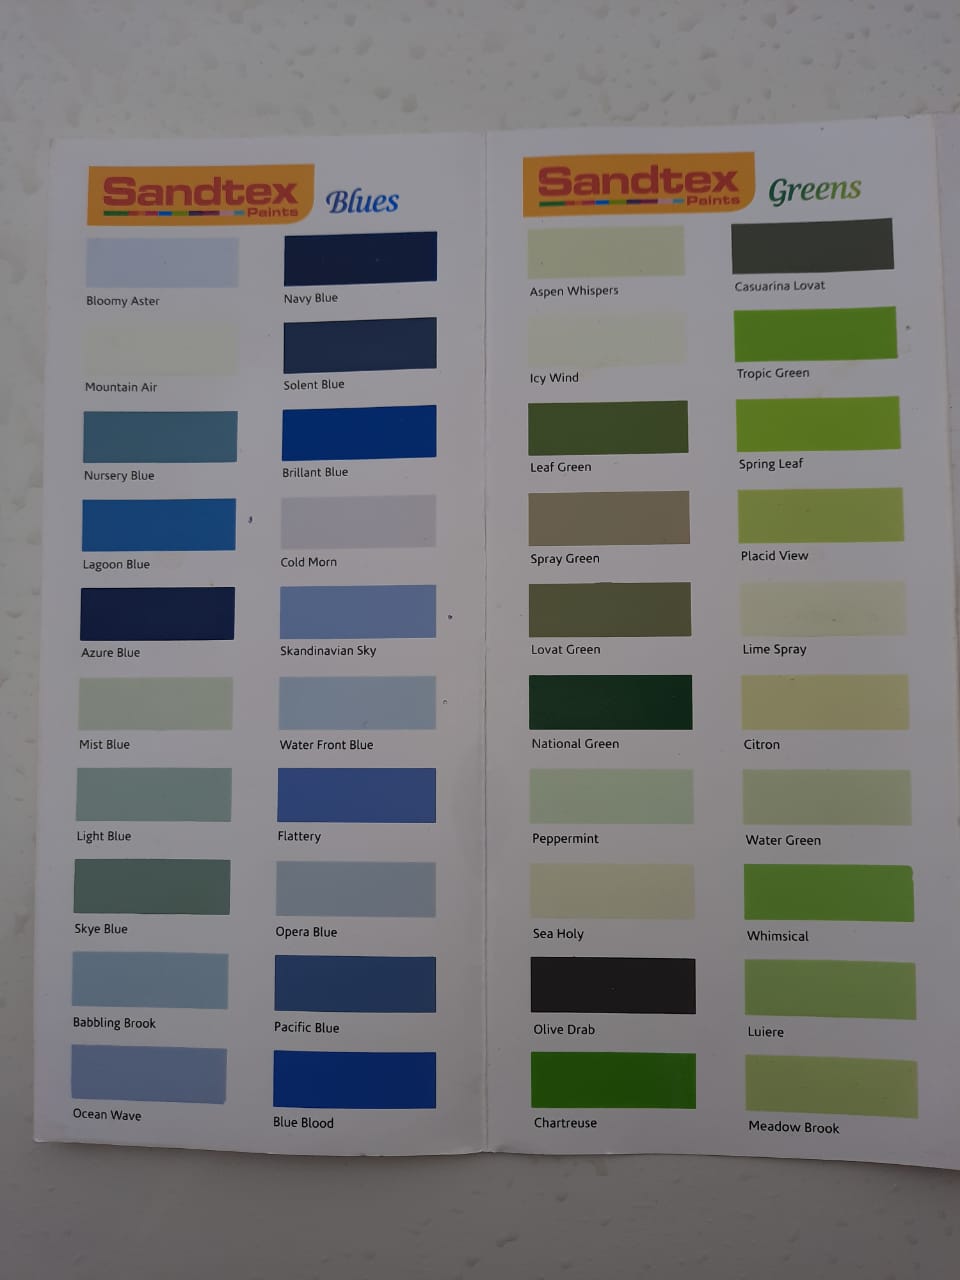 Sandtex
Paints
Blues
Bloomy Aster
Navy Blue
Mountain Air
Solent Blue
Nursery Blue
Brillant Blue
Lagoon Blue
Cold Morn
Azure Blue
Skandinavian Sky
Mist Blue
Water Front Blue
Light Blue
Flattery
Skye Blue
Opera Blue
Babbling Brook
Pacific Blue
Ocean Wave
Blue Blood
Sandtex
Paints
Greens
Aspen Whispers
Casuarina Lovat
Icy Wind
Tropic Green
Leaf Green
Spring Leaf
Spray Green
Placid View
Lovat Green
Lime Spray
National Green
Citron
Peppermint
Water Green
Sea Holy
Whimsical
Olive Drab
Luiere
Chartreuse
Meadow Brook